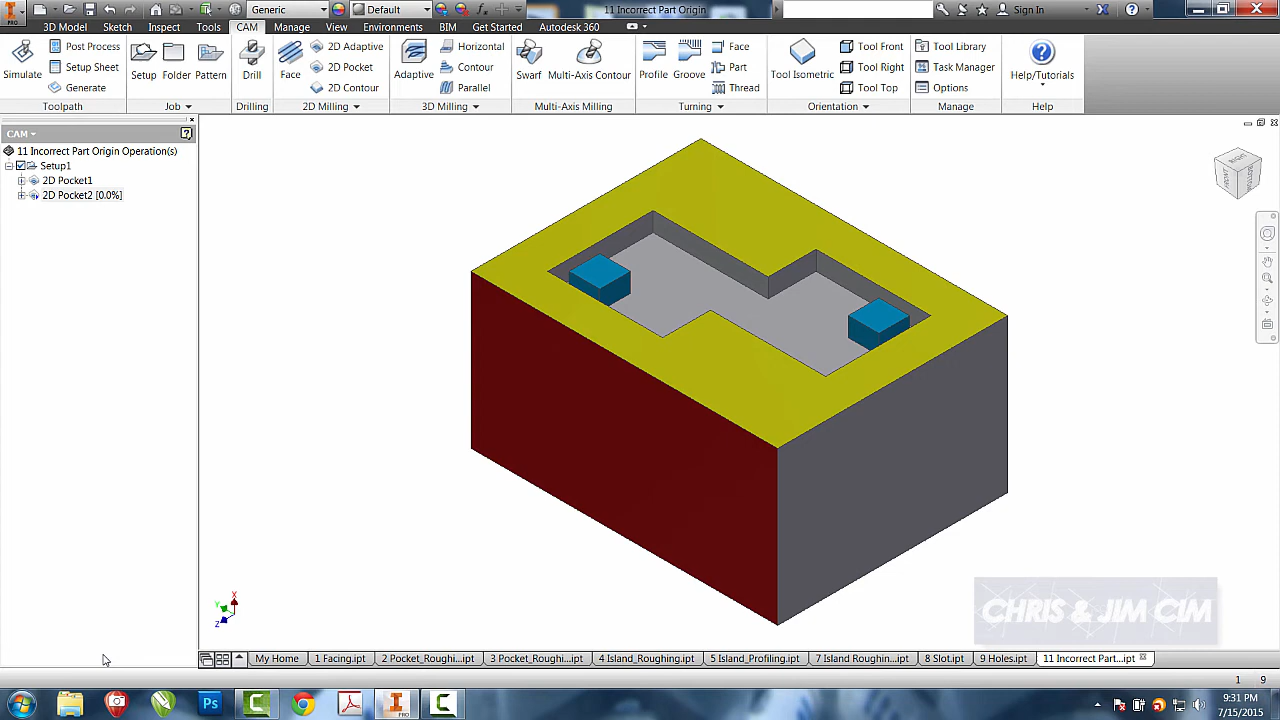 PRO
Generic
Default
11 Incorrect Part Origin
Sign In
3D Model Sketch Inspect Tools CAM Manage View Environments BIM Get Started Autodesk 360
Simulate
Post Process
Setup Sheet
Generate
Toolpath
Setup
Folder
Job
Drill
Drilling
Face
2D Adaptive
2D Pocket
2D Contour
2D Milling
Adaptive
Horizontal
Contour
Parallel
3D Milling
Swarf
Multi-Axis Contour
Multi-Axis Milling
Profile
Groove
Face
Part
Thread
Turning
Tool Isometric
Tool Front
Tool Right
Tool Top
Orientation
Tool Library
Task Manager
Options
Manage
Help/Tutorials
Help
CAM
11 Incorrect Part Origin Operation(s)
Setup1
2D Pocket1
2D Pocket2 [0.0%]
RIGHT
X
Y
Z
CHRIS & JIM CIM
My Home
1 Facing.ipt
2 Pocket_Roughi...ipt
3 Pocket_Roughi...ipt
4 Island_Roughing.ipt
5 Island_Profiling.ipt
7 Island Roughin...ipt
8 Slot.ipt
9 Holes.ipt
11 Incorrect Part...ipt
1 9
Ps
PRO
9:31 PM
7/15/2015